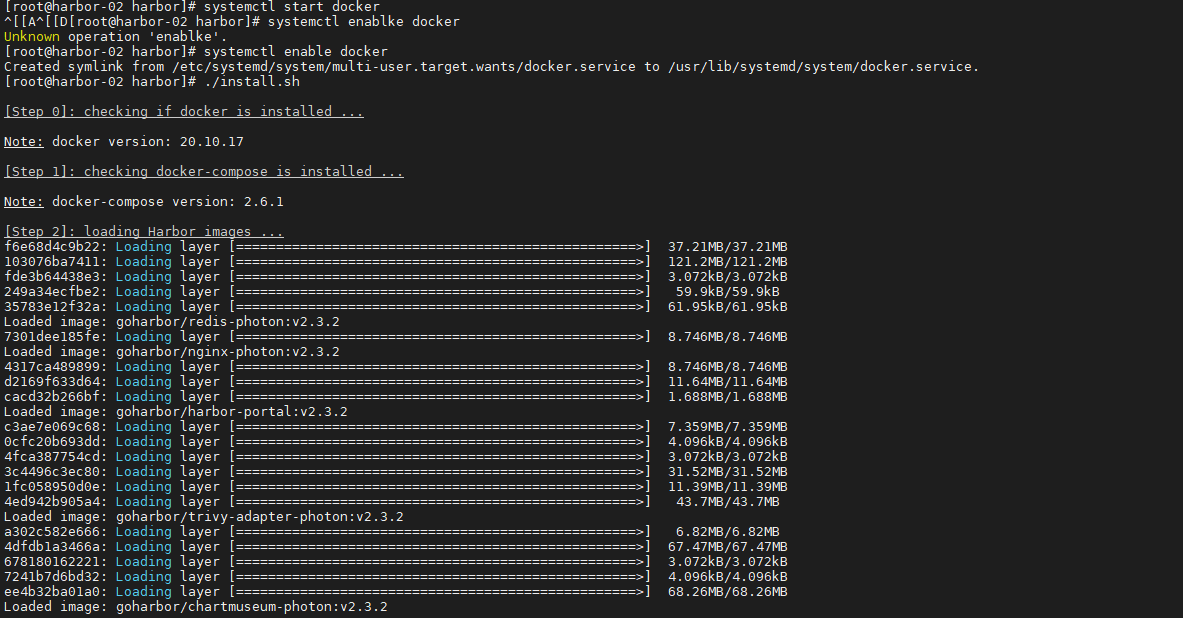 [root@harbor-02 harbor]# systemctl start docker
^[[A^[[D[root@harbor-02 harbor]# systemctl enablke docker
Unknown operation 'enablke'.
[root@harbor-02 harbor]# systemctl enable docker
Created symlink from /etc/systemd/system/multi-user.target.wants/docker.service to /usr/lib/systemd/system/docker.service.
[root@harbor-02 harbor]# ./install.sh
[Step 0]: checking if docker is installed ...
Note: docker version: 20.10.17
[Step 1]: checking docker-compose is installed ...
Note: docker-compose version: 2.6.1
[Step 2]: loading Harbor images ...
f6e68d4c9b22: Loading layer [==================================================>]  37.21MB/37.21MB
103076ba7411: Loading layer [==================================================>]  121.2MB/121.2MB
fde3b64438e3: Loading layer [==================================================>]  3.072kB/3.072kB
249a34ecfbe2: Loading layer [==================================================>]   59.9kB/59.9kB
35783e12f32a: Loading layer [==================================================>]  61.95kB/61.95kB
Loaded image: goharbor/redis-photon:v2.3.2
7301dee185fe: Loading layer [==================================================>]  8.746MB/8.746MB
Loaded image: goharbor/nginx-photon:v2.3.2
4317ca489899: Loading layer [==================================================>]  8.746MB/8.746MB
d2169f633d64: Loading layer [==================================================>]  11.64MB/11.64MB
cacd32b266bf: Loading layer [==================================================>]  1.688MB/1.688MB
Loaded image: goharbor/harbor-portal:v2.3.2
c3ae7e069c68: Loading layer [==================================================>]  7.359MB/7.359MB
0cfc20b693dd: Loading layer [==================================================>]  4.096kB/4.096kB
4fca387754cd: Loading layer [==================================================>]  3.072kB/3.072kB
3c4496c3ec80: Loading layer [==================================================>]  31.52MB/31.52MB
1fc058950d0e: Loading layer [==================================================>]  11.39MB/11.39MB
4ed942b905a4: Loading layer [==================================================>]   43.7MB/43.7MB
Loaded image: goharbor/trivy-adapter-photon:v2.3.2
a302c582e666: Loading layer [==================================================>]   6.82MB/6.82MB
4dfdb1a3466a: Loading layer [==================================================>]  67.47MB/67.47MB
678180162221: Loading layer [==================================================>]  3.072kB/3.072kB
7241b7d6bd32: Loading layer [==================================================>]  4.096kB/4.096kB
ee4b32ba01a0: Loading layer [==================================================>]  68.26MB/68.26MB
Loaded image: goharbor/chartmuseum-photon:v2.3.2